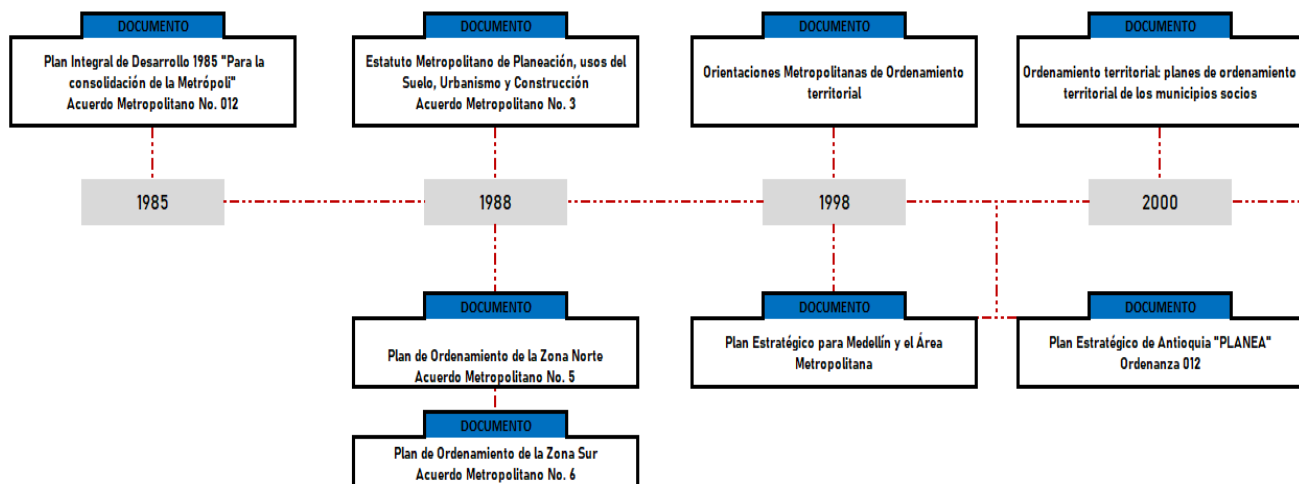 DOCUMENTO
Plan Integral de Desarrollo 1985 "Para la
consolidación de la Metrópoli"
Acuerdo Metropolitano No. 012
DOCUMENTO
Estatuto Metropolitano de Planeación, usos del
Suelo, Urbanismo y Construcción
Acuerdo Metropolitano No. 3
DOCUMENTO
Orientaciones Metropolitanas de Ordenamiento
territorial
DOCUMENTO
Ordenamiento territorial: planes de ordenamiento
territorial de los municipios socios
1985
1988
1998
2000
DOCUMENTO
Plan de Ordenamiento de la Zona Norte
Acuerdo Metropolitano No. 5
DOCUMENTO
Plan Estratégico para Medellín y el Área
Metropolitana
DOCUMENTO
Plan Estratégico de Antioquia "PLANEA"
Ordenanza 012
DOCUMENTO
Plan de Ordenamiento de la Zona Sur
Acuerdo Metropolitano No. 6